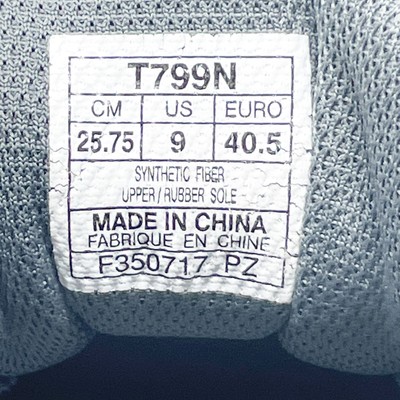 T799N
CM US EURO
25.75 9 40.5
SYNTHETIC FIBER
UPPER/RUBBER SOLE
MADE IN CHINA
FABRIQUE EN CHINE
F350717 PZ